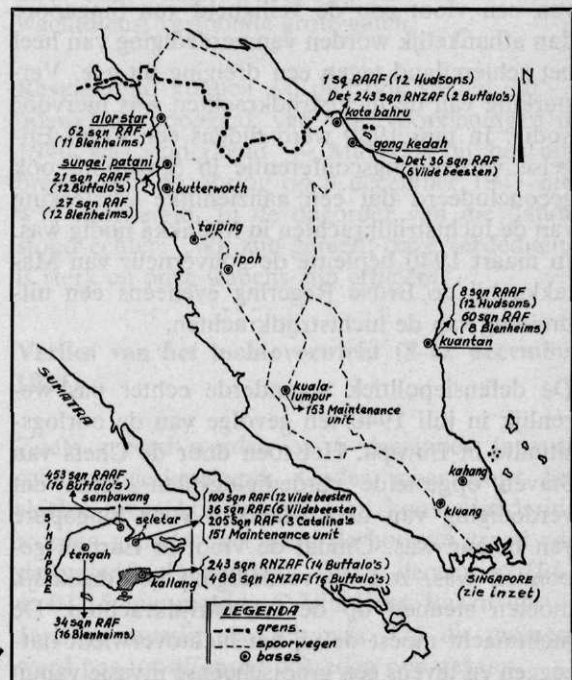 N
1 sq RAAF (12 Hudsons)
Det 243 sqn RNZAF (2 Buffalo's)
kota bahru
gong kedah
Det 36 sqn RAF
(6 Vildebeesten)
alor star
62 sqn RAF
(11 Blenheims)
sungei patani
21 sqn RAAF
(12 Buffalo's)
27 sqn RAF
(12 Blenheims)
butterworth
taiping
ipoh
8 sqn RAAF
(12 Hudsons)
60 sqn RAF
(8 Blenheims)
kuantan
kuala
lumpur
153 Maintenance
unit.
SUMATRA
kahang
kluang
SINGAPORE
(zie inzet)
453 sqn RAAF
(16 Buffalo's)
sembawang
seletar
100 sqn RAF (12 Vildebeesten)
36 sqn RAF (6 Vildebeesten)
205 sqn RAF (3 Catalina's)
151 Maintenance unit.
SINGAPORE
tengah
kallang
243 sqn RNZAF (14 Buffalo's)
488 sqn RNZAF (16 Buffalo's)
34 sqn RAF
(16 Blenheims)
LEGENDA
grens
spoorwegen
bases